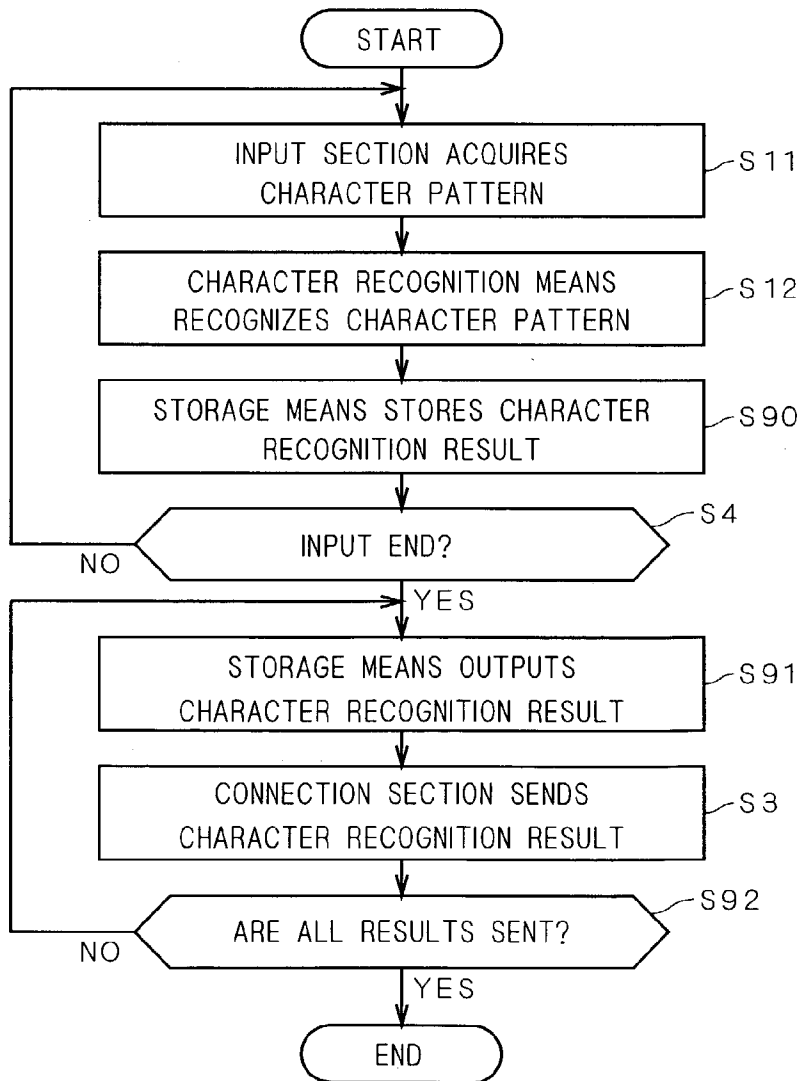 START
INPUT SECTION ACQUIRES
CHARACTER PATTERN
S11
CHARACTER RECOGNITION MEANS
RECOGNIZES CHARACTER PATTERN
S12
STORAGE MEANS STORES CHARACTER
RECOGNITION RESULT
S90
INPUT END?
S4
NO
YES
STORAGE MEANS OUTPUTS
CHARACTER RECOGNITION RESULT
S91
CONNECTION SECTION SENDS
CHARACTER RECOGNITION RESULT
S3
ARE ALL RESULTS SENT?
S92
NO
YES
END